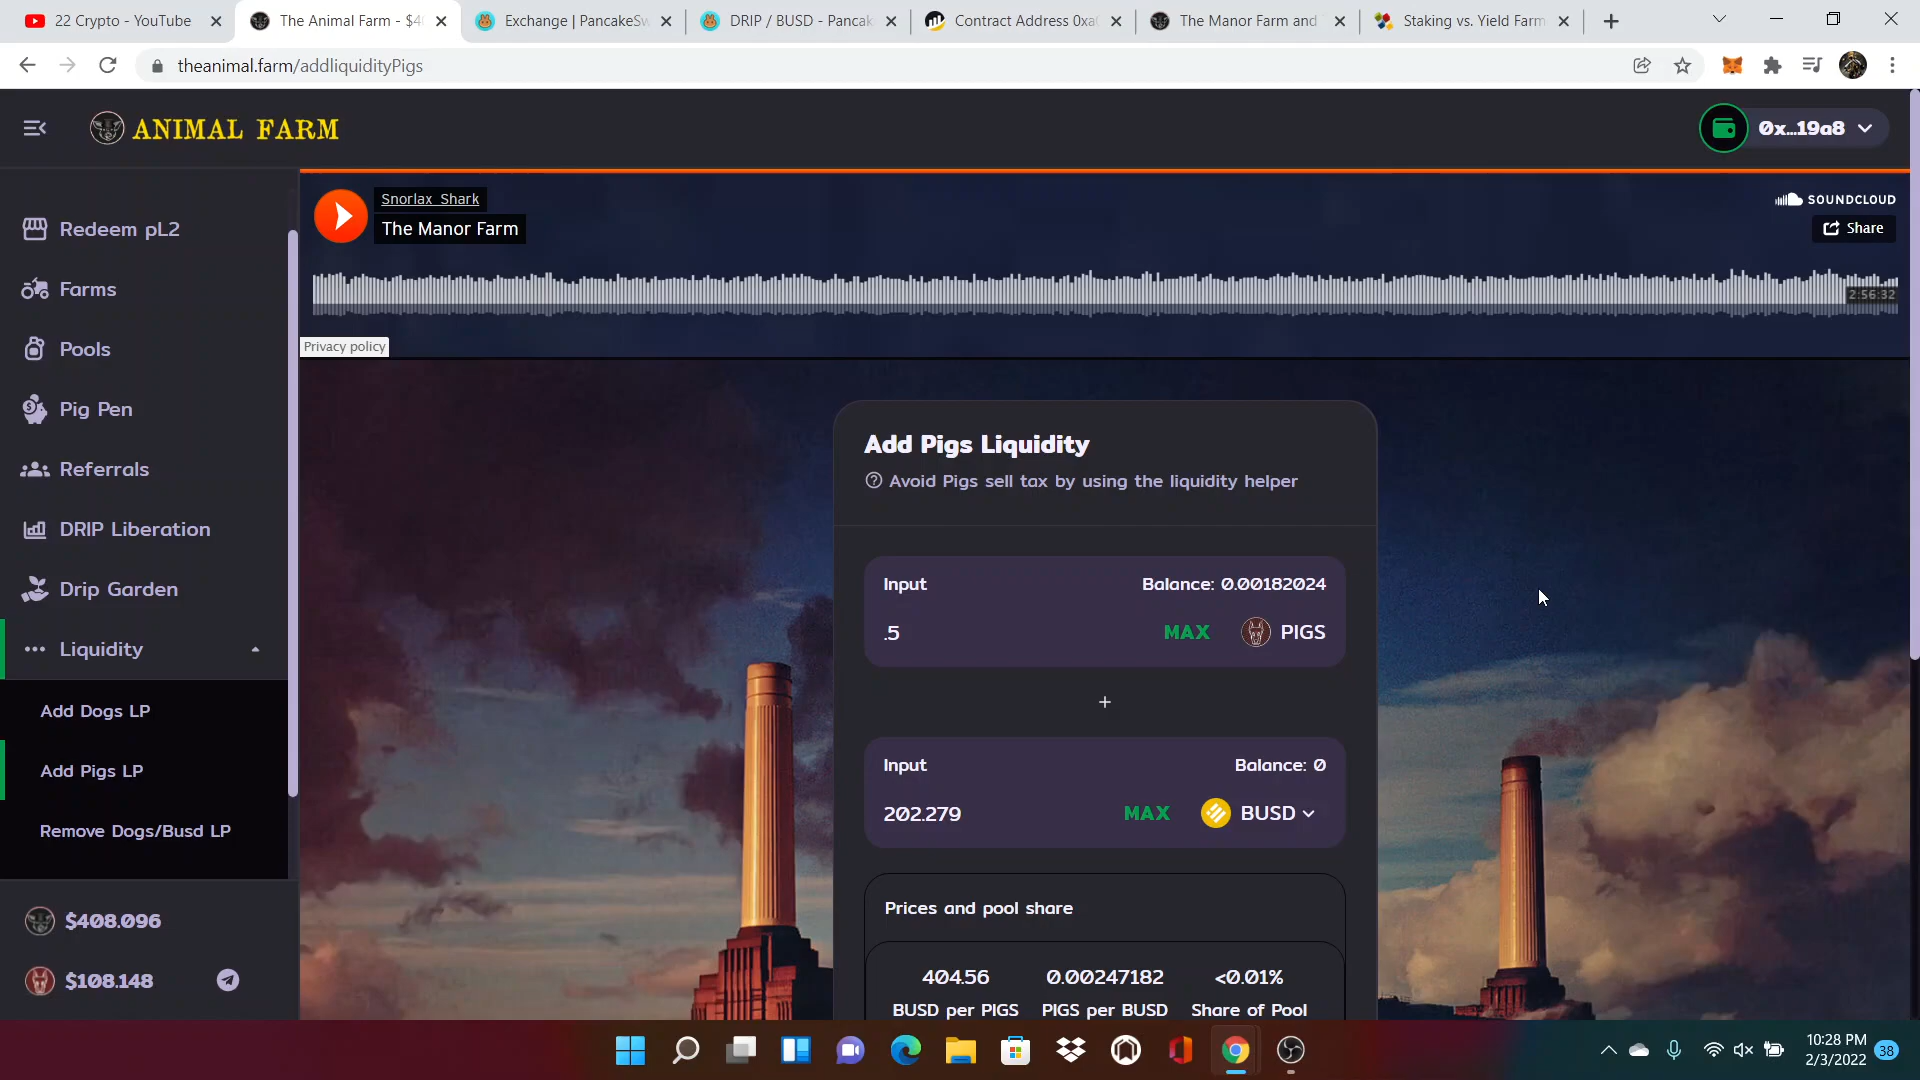 22 Crypto - YouTube
The Animal Farm - $4
Exchange | PancakeSw
DRIP / BUSD - Pancak
Contract Address 0xa
The Manor Farm and
Staking vs. Yield Farm
theanimal.farm/addliquidityPigs
ANIMAL FARM
0x...19a8
Redeem pL2
Farms
Pools
Pig Pen
Referrals
DRIP Liberation
Drip Garden
Liquidity
Add Dogs LP
Add Pigs LP
Remove Dogs/Busd LP
$408.096
$108.148
Snorlax_Shark
The Manor Farm
SOUNDCLOUD
Share
2:56:32
Privacy policy
Add Pigs Liquidity
Avoid Pigs sell tax by using the liquidity helper
Input Balance: 0.00182024
.5 MAX PIGS
+
Input Balance: 0
202.279 MAX BUSD
Prices and pool share
404.56 0.00247182 <0.01%
BUSD per PIGS PIGS per BUSD Share of Pool
10:28 PM
2/3/2022
38